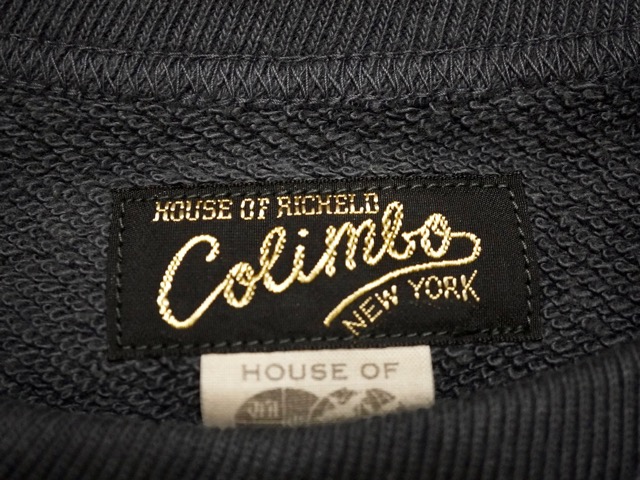 HOUSE OF RICHELD
Colimbo
NEW YORK
HOUSE OF